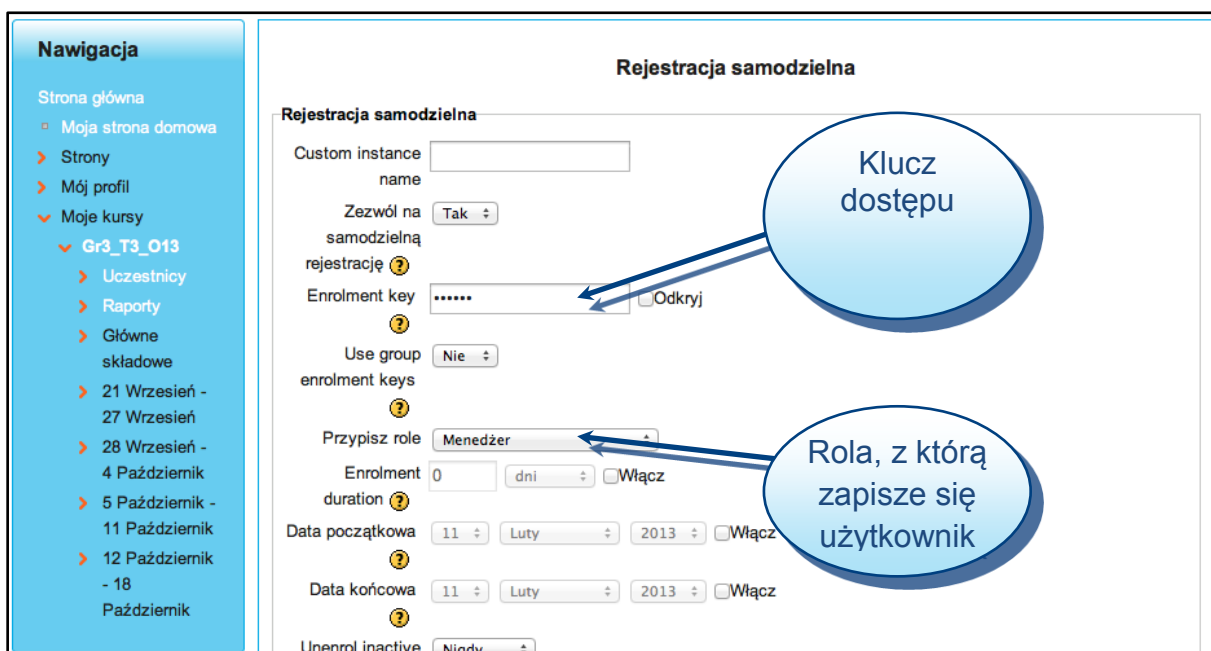 Nawigacja
Strona główna
Moja strona domowa
Strony
Mój profil
Moje kursy
Gr3_T3_O13
Uczestnicy
Raporty
Główne
składowe
21 Wrzesień -
27 Wrzesień
28 Wrzesień -
4 Październik
5 Październik -
11 Październik
12 Październik
- 18
Październik
Rejestracja samodzielna
Rejestracja samodzielna
Custom instance
name
Zezwól na Tak
samodzielną
rejestrację ?
Enrolment key •••••• Odkryj
?
Use group Nie
enrolment keys
?
Przypisz role Menedżer
Enrolment 0 dni Włącz
duration ?
Data początkowa 11 Luty 2013 Włącz
?
Data końcowa 11 Luty 2013 Włącz
?
Unenrol inactive Nigdy
Klucz
dostępu
Rola, z którą
zapisze się
użytkownik